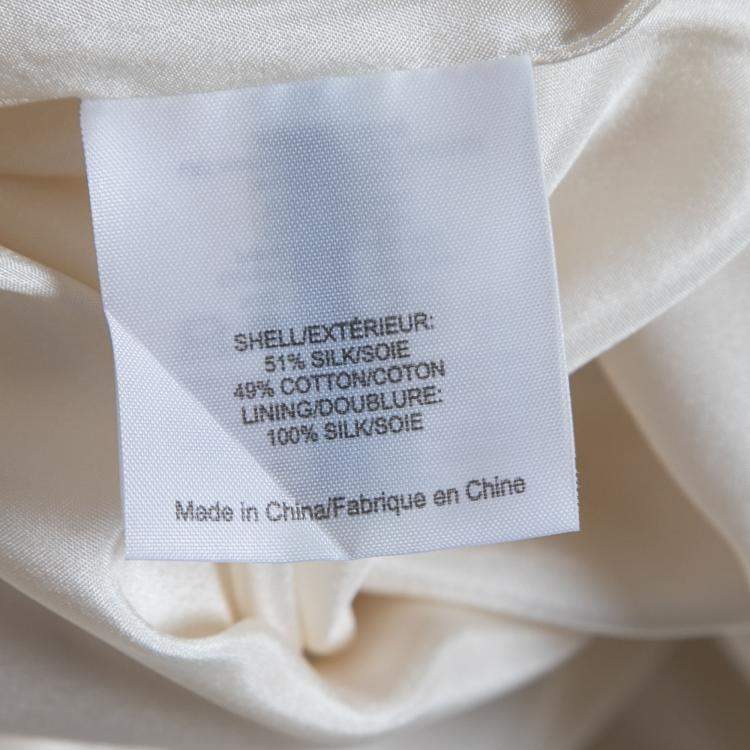 SHELL/EXTÉRIEUR:
51% SILK/SOIE
49% COTTON/COTON
LINING/DOUBLURE:
100% SILK/SOIE
Made in China/Fabrique en Chine